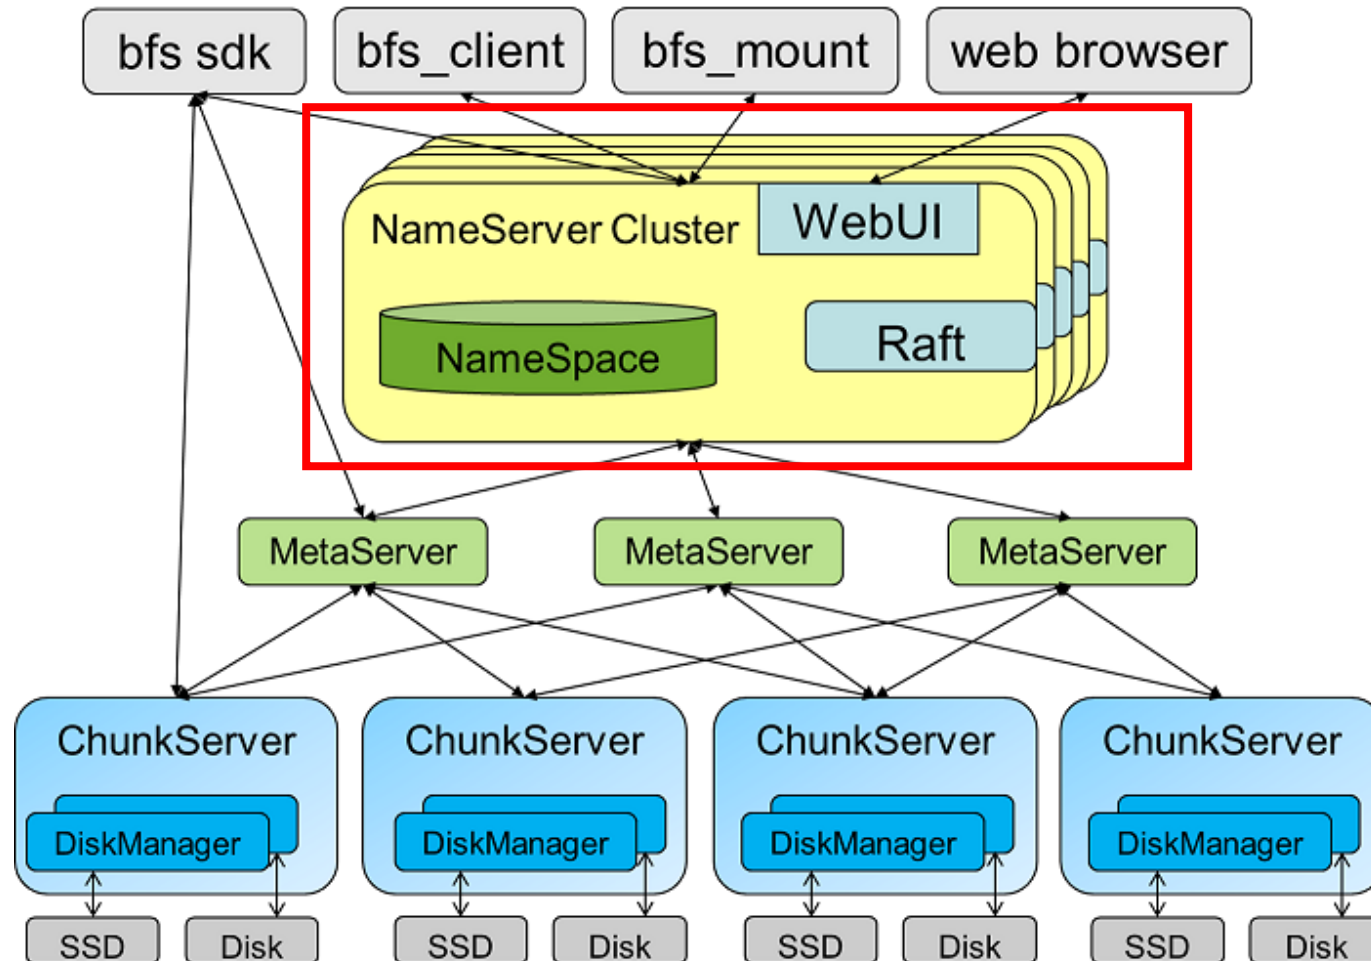 bfs sdk
bfs_client
bfs_mount
web browser
NameServer Cluster
WebUI
NameSpace
Raft
MetaServer
MetaServer
MetaServer
ChunkServer
ChunkServer
ChunkServer
ChunkServer
DiskManager
DiskManager
DiskManager
DiskManager
SSD
Disk
SSD
Disk
SSD
Disk
SSD
Disk